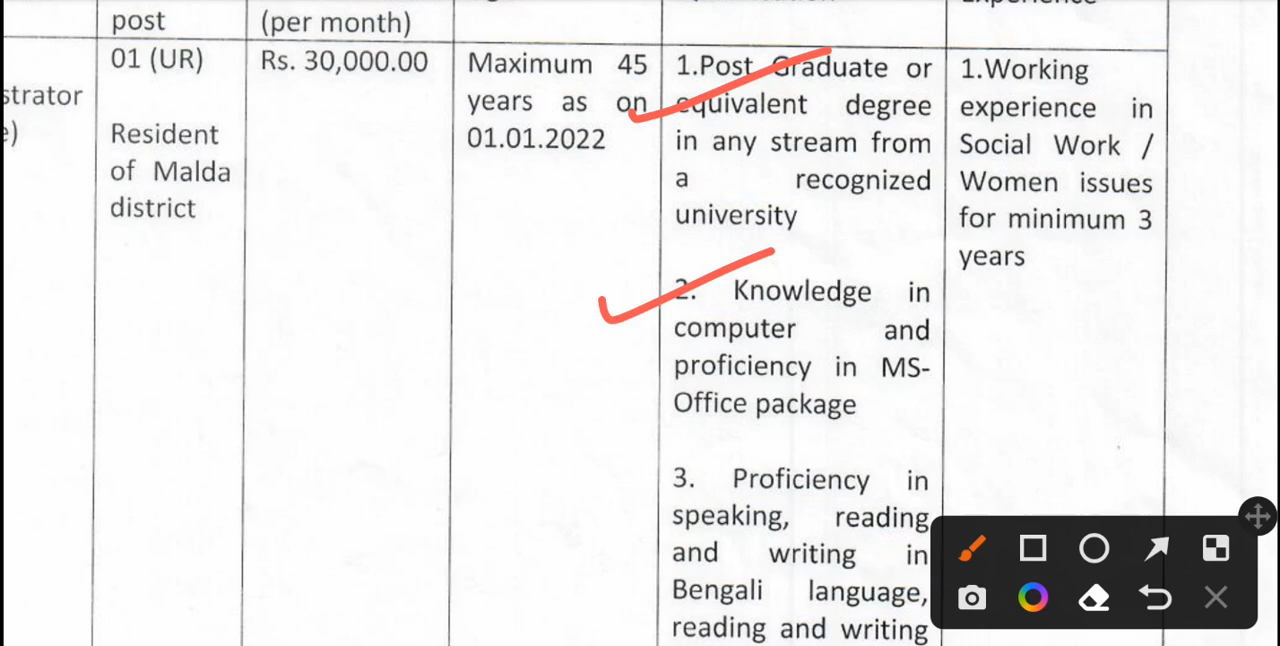 post
(per month)
strator
e)
01 (UR)
Resident
of Malda
district
Rs. 30,000.00
Maximum 45
years as on
01.01.2022
1.Post Graduate or
equivalent degree
in any stream from
a recognized
university
2. Knowledge in
computer and
proficiency in MS-
Office package
3. Proficiency in
speaking, reading
and writing in
Bengali language,
reading and writing
1.Working
experience in
Social Work /
Women issues
for minimum 3
years